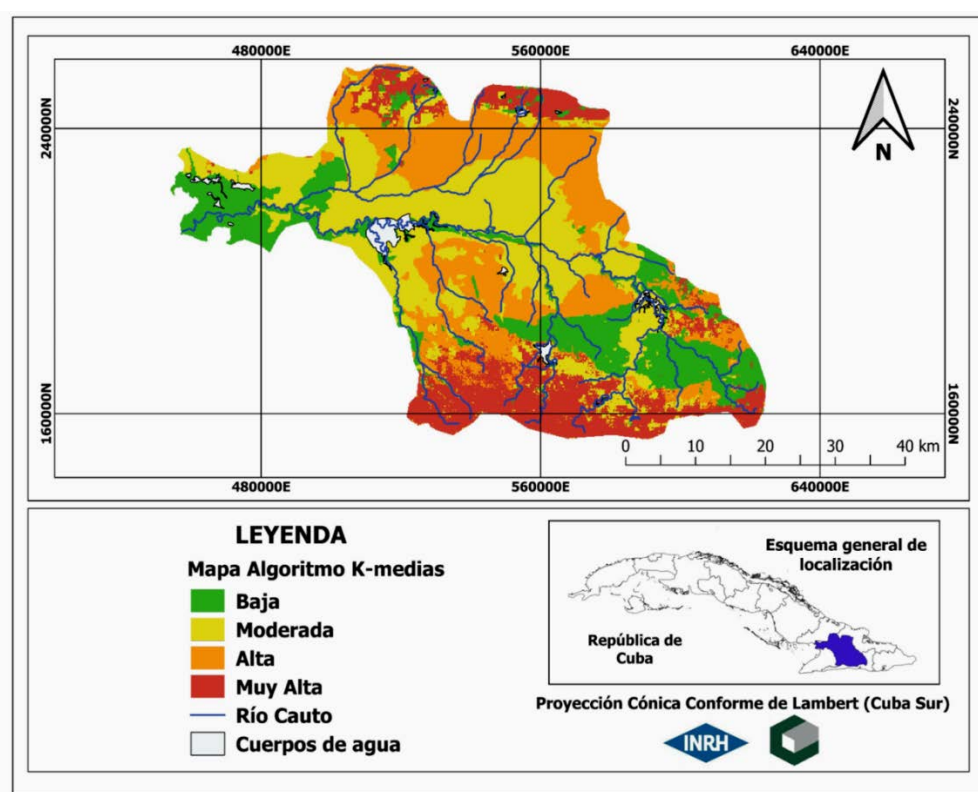 480000E 560000E 640000E
240000N 240000N
N
160000N 160000N
0 10 20 30 40 km
480000E 560000E 640000E
LEYENDA
Mapa Algoritmo K-medias
Baja
Moderada
Alta
Muy Alta
Río Cauto
Cuerpos de agua
Esquema general de
localización
República de
Cuba
Proyección Cónica Conforme de Lambert (Cuba Sur)
INRH